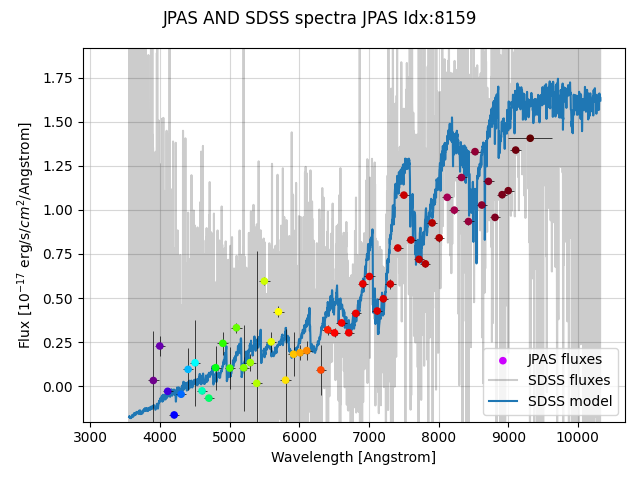 JPAS AND SDSS spectra JPAS Idx:8159
1.75
1.50
1.25
1.00
0.75
0.50
0.25
0.00
Flux [10⁻¹⁷ erg/s/cm²/Angstrom]
JPAS fluxes
SDSS fluxes
SDSS model
3000 4000 5000 6000 7000 8000 9000 10000
Wavelength [Angstrom]